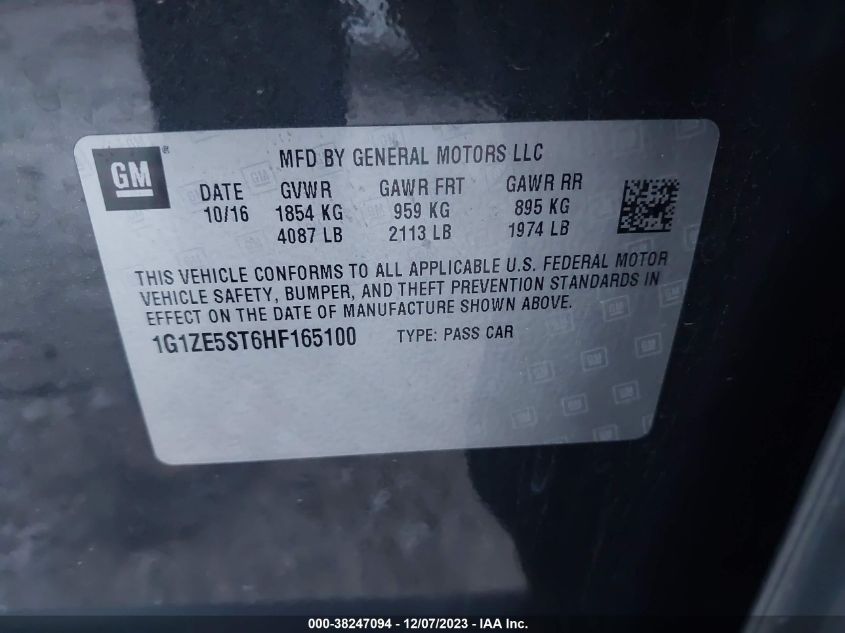 GM
MFD BY GENERAL MOTORS LLC
DATE GVWR GAWR FRT GAWR RR
10/16 1854 KG 959 KG 895 KG
4087 LB 2113 LB 1974 LB
THIS VEHICLE CONFORMS TO ALL APPLICABLE U.S. FEDERAL MOTOR
VEHICLE SAFETY, BUMPER, AND THEFT PREVENTION STANDARDS IN
EFFECT ON THE DATE OF MANUFACTURE SHOWN ABOVE.
1G1ZE5ST6HF165100 TYPE: PASS CAR
000-38247094 - 12/07/2023 - IAA Inc.